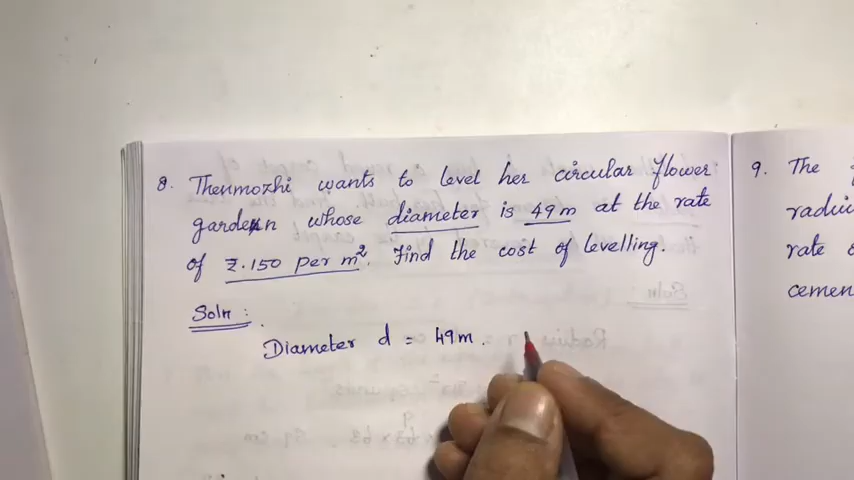 8. Thenmozhi wants to level her circular flower
garden whose diameter is 49m at the rate
of ₹.150 per m². Find the cost of levelling.
Soln :
Diameter d = 49m.
9. The
radiu
rate
cemen